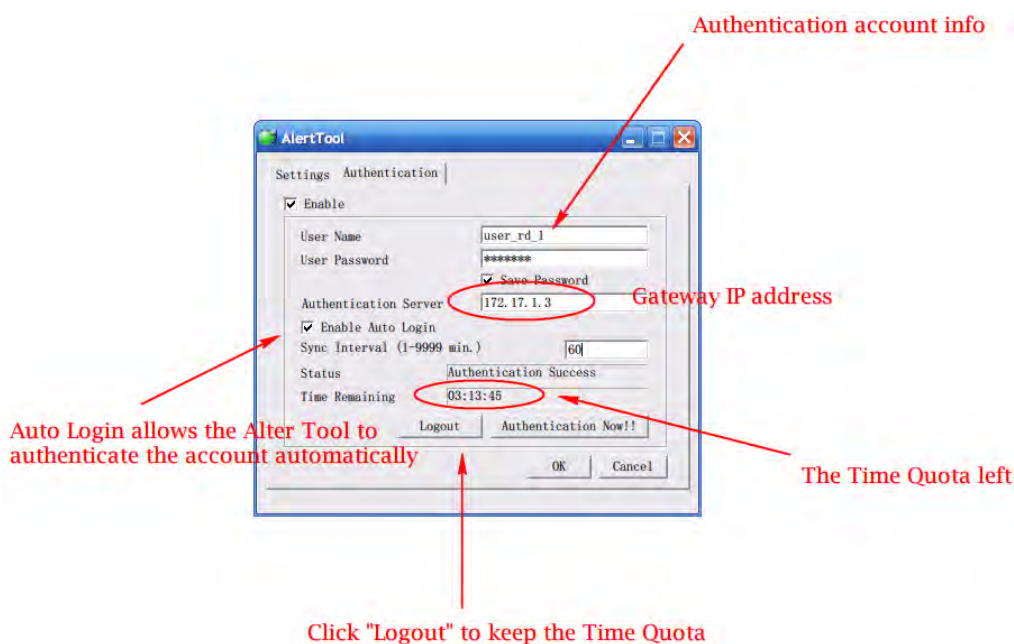 Authentication account info
AlertTool
Settings Authentication
Enable
User Name user_rd_1
User Password *******
Save Password
Authentication Server 172.17.1.3
Gateway IP address
Enable Auto Login
Sync Interval (1-9999 min.) 60
Status Authentication Success
Time Remaining 03:13:45
Logout Authentication Now!!
Auto Login allows the Alter Tool to
authenticate the account automatically
OK Cancel
The Time Quota left
Click "Logout" to keep the Time Quota